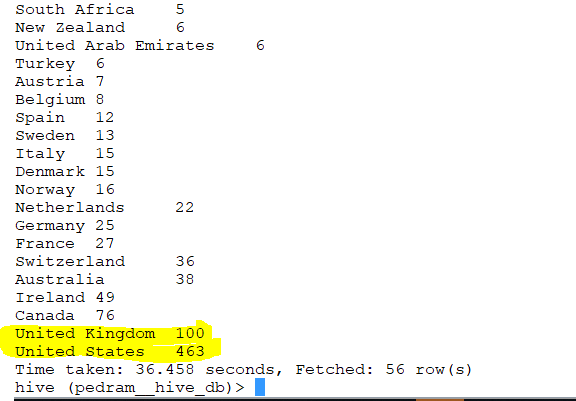 South Africa 5
New Zealand 6
United Arab Emirates 6
Turkey 6
Austria 7
Belgium 8
Spain 12
Sweden 13
Italy 15
Denmark 15
Norway 16
Netherlands 22
Germany 25
France 27
Switzerland 36
Australia 38
Ireland 49
Canada 76
United Kingdom 100
United States 463
Time taken: 36.458 seconds, Fetched: 56 row(s)
hive (pedram__hive_db)>